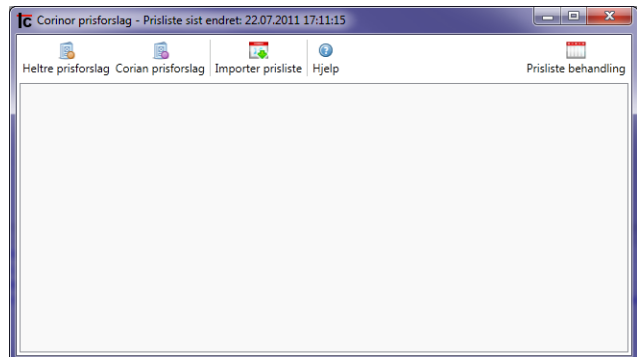 Corinor prisforslag - Prisliste sist endret: 22.07.2011 17:11:15
Heltre prisforslag Corian prisforslag Importer prisliste Hjelp Prisliste behandling